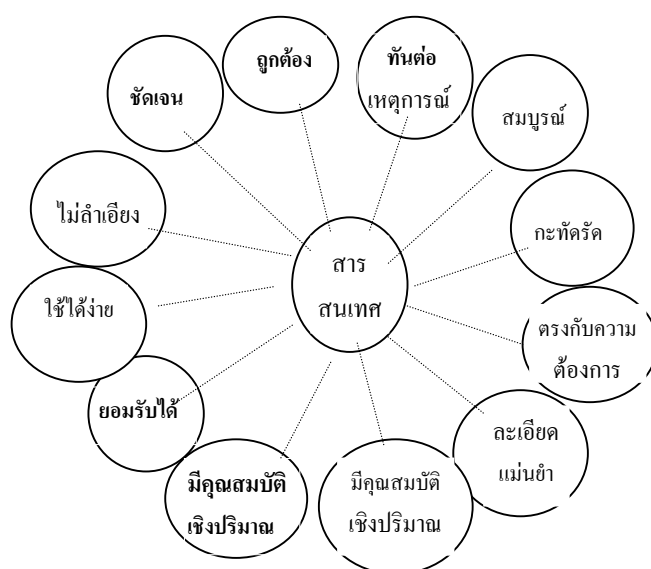 ถูกต้อง
ทันต่อ
เหตุการณ์
ชัดเจน
สมบูรณ์
ไม่ลำเอียง
กะทัดรัด
สาร
สนเทศ
ใช้ได้ง่าย
ตรงกับความ
ต้องการ
ยอมรับได้
ละเอียด
แม่นยำ
มีคุณสมบัติ
เชิงปริมาณ
มีคุณสมบัติ
เชิงปริมาณ